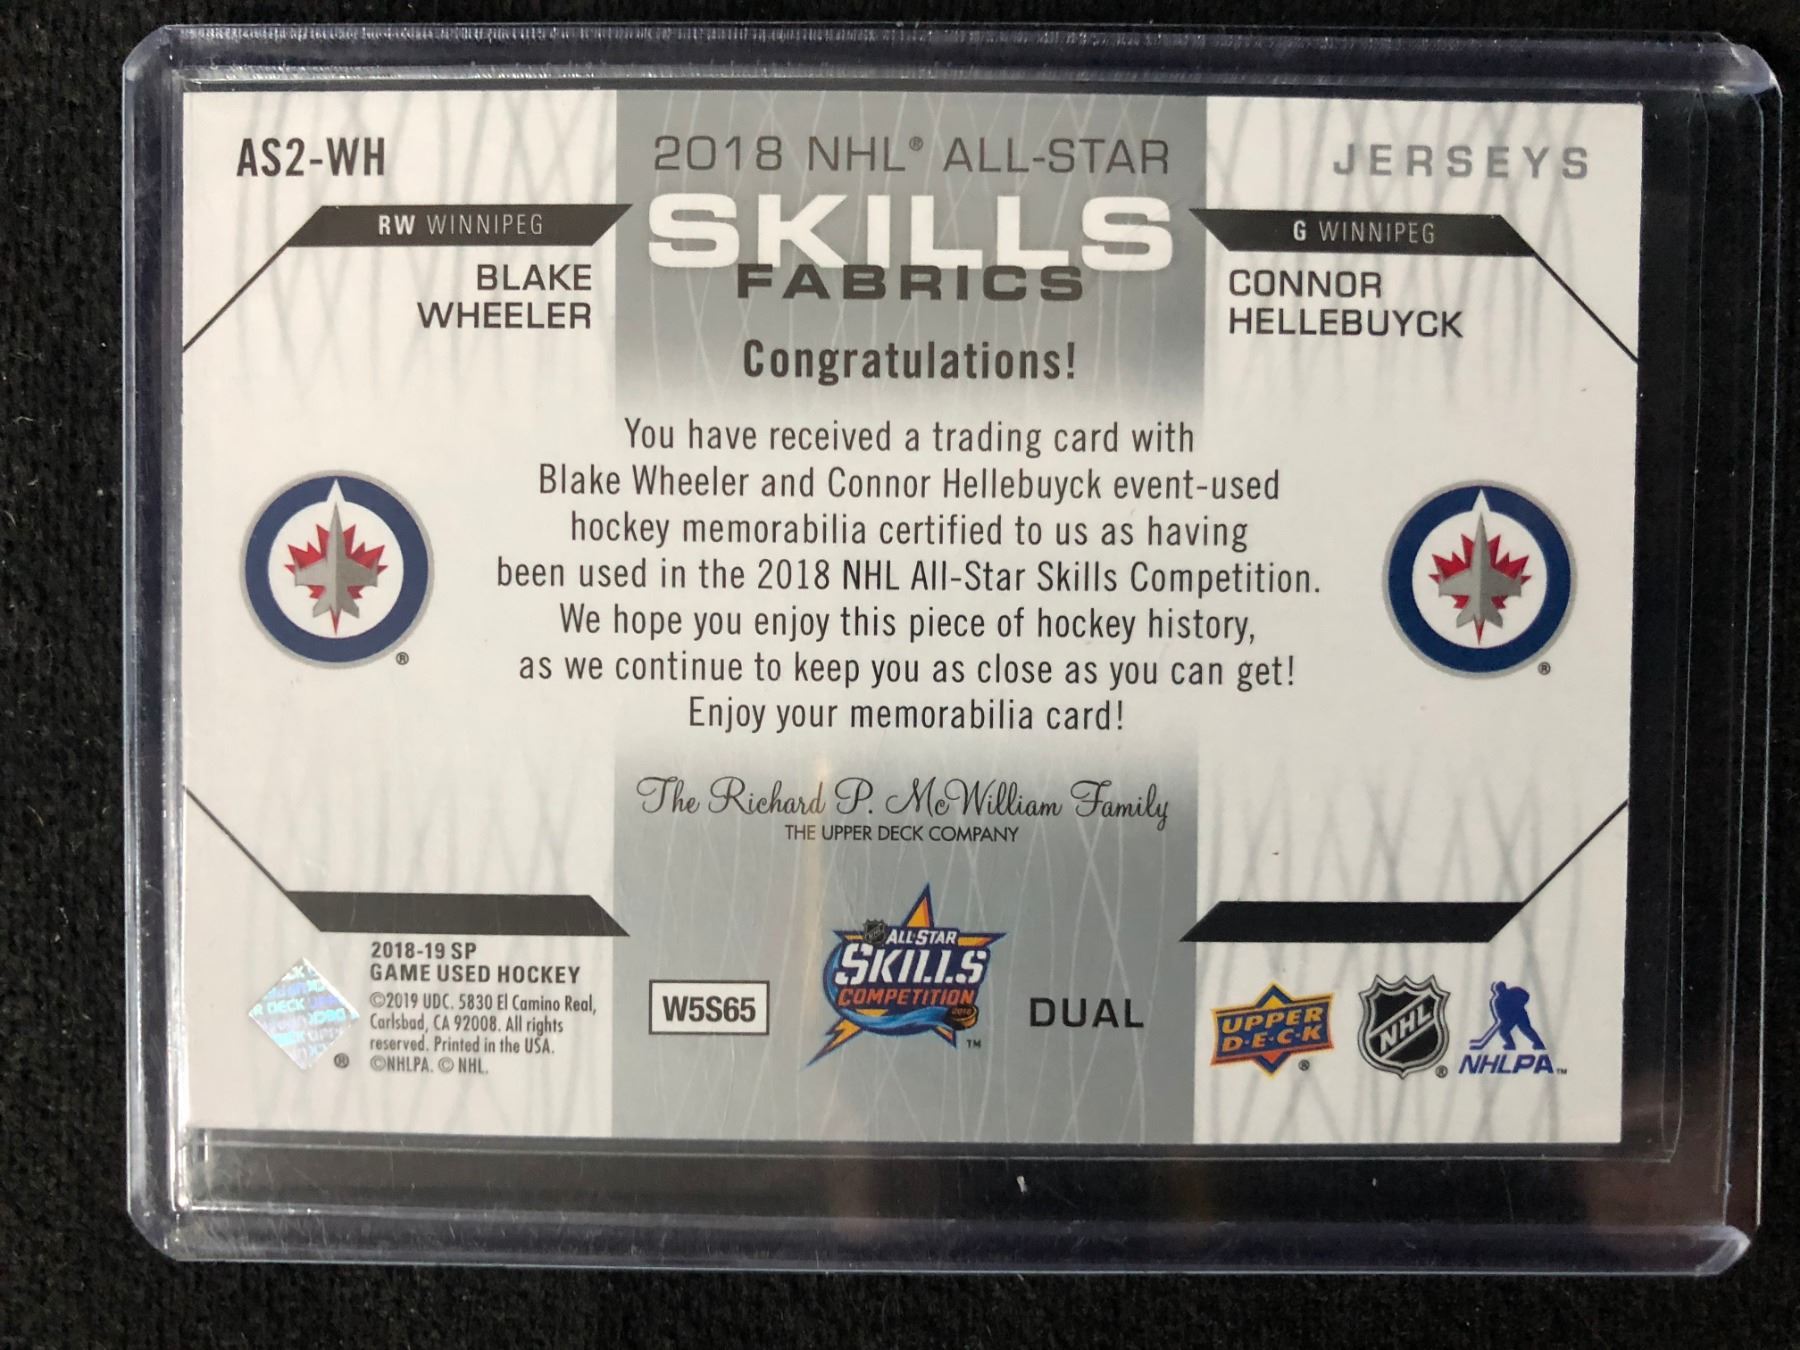 AS2-WH
2018 NHL® ALL-STAR
JERSEYS
SKILLS
FABRICS
RW WINNIPEG
BLAKE
WHEELER
G WINNIPEG
CONNOR
HELLEBUYCK
Congratulations!
You have received a trading card with
Blake Wheeler and Connor Hellebuyck event-used
hockey memorabilia certified to us as having
been used in the 2018 NHL All-Star Skills Competition.
We hope you enjoy this piece of hockey history,
as we continue to keep you as close as you can get!
Enjoy your memorabilia card!
®
®
The Richard P. McWilliam Family
THE UPPER DECK COMPANY
2018-19 SP
GAME USED HOCKEY
©2019 UDC. 5830 El Camino Real,
Carlsbad, CA 92008. All rights
reserved. Printed in the USA.
©NHLPA. © NHL.
®
W5S65
NHL
ALL-STAR
SKILLS
COMPETITION
2018
™
DUAL
UPPER
D·E·C·K
®
NHL
®
NHLPA™